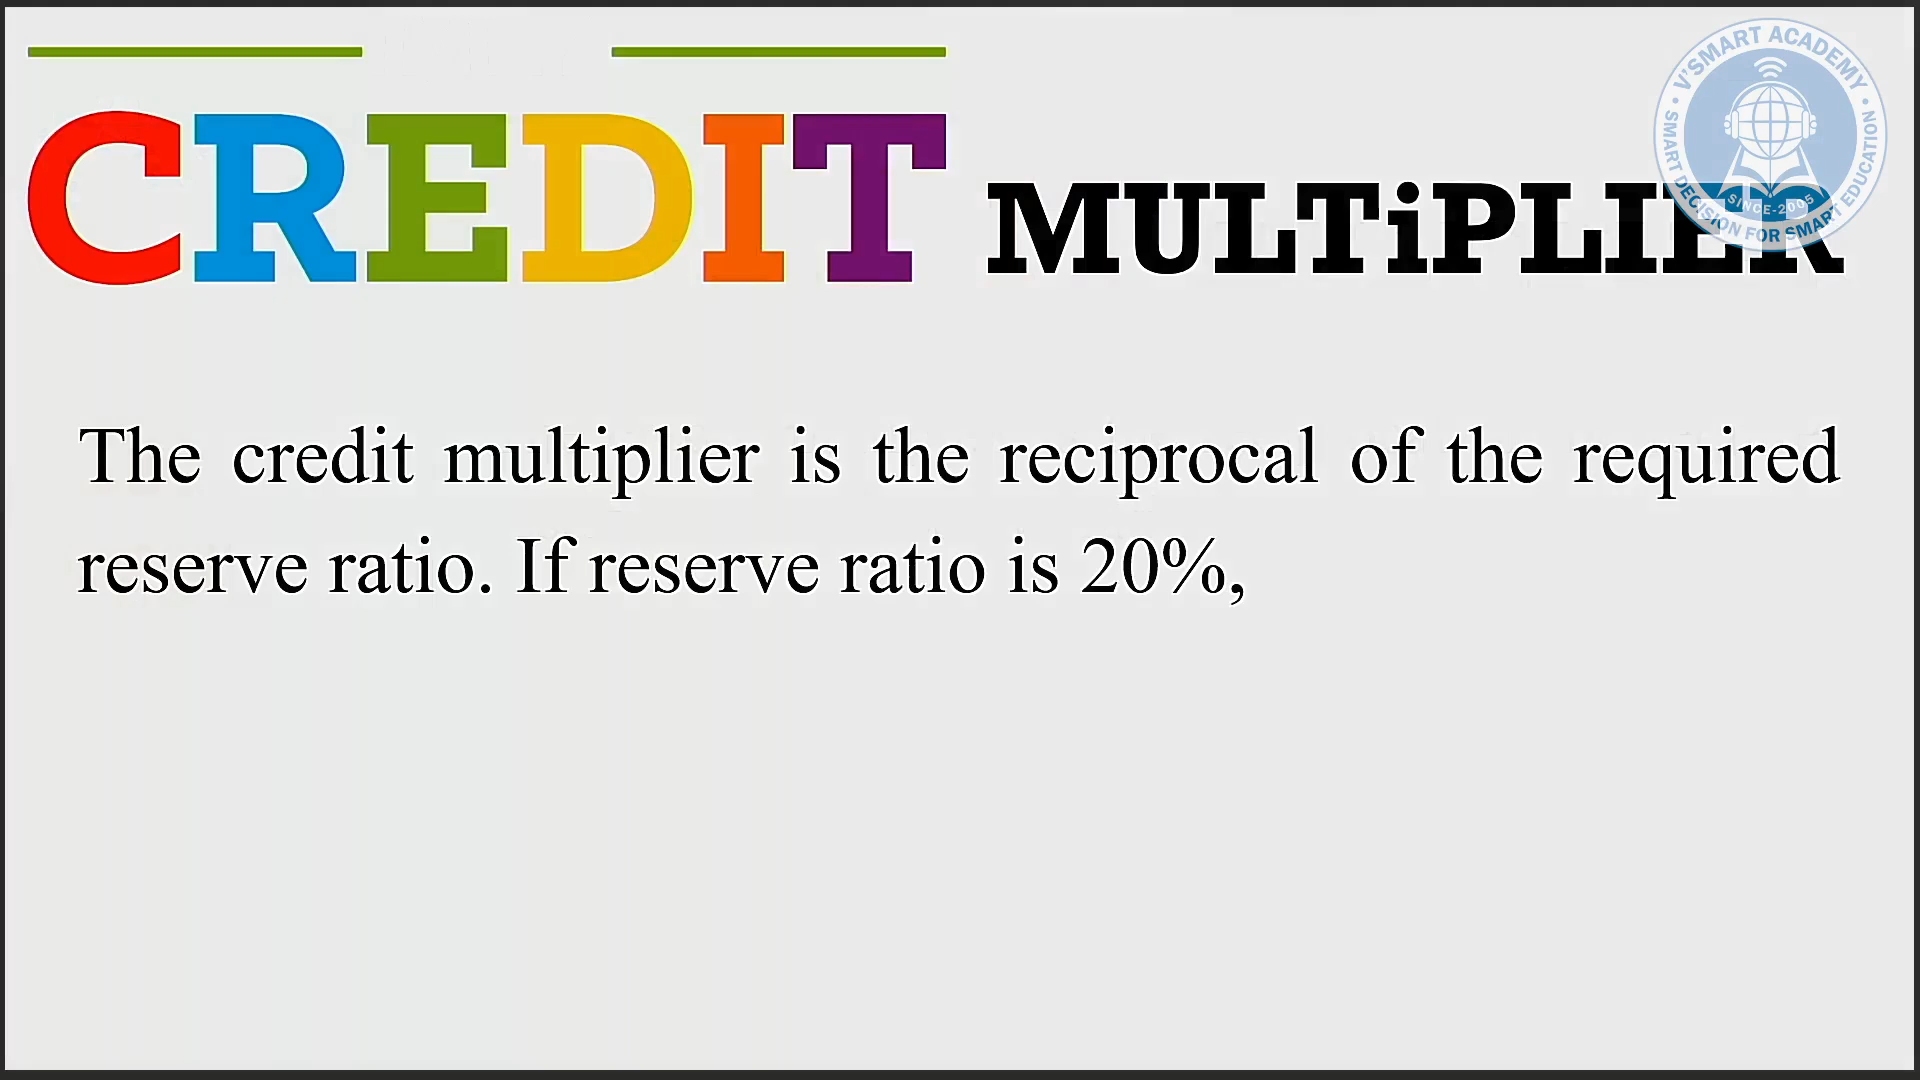 CREDIT MULTiPLIER
V'SMART ACADEMY
SMART DECISION FOR SMART EDUCATION
SINCE-2005
The credit multiplier is the reciprocal of the required
reserve ratio. If reserve ratio is 20%,